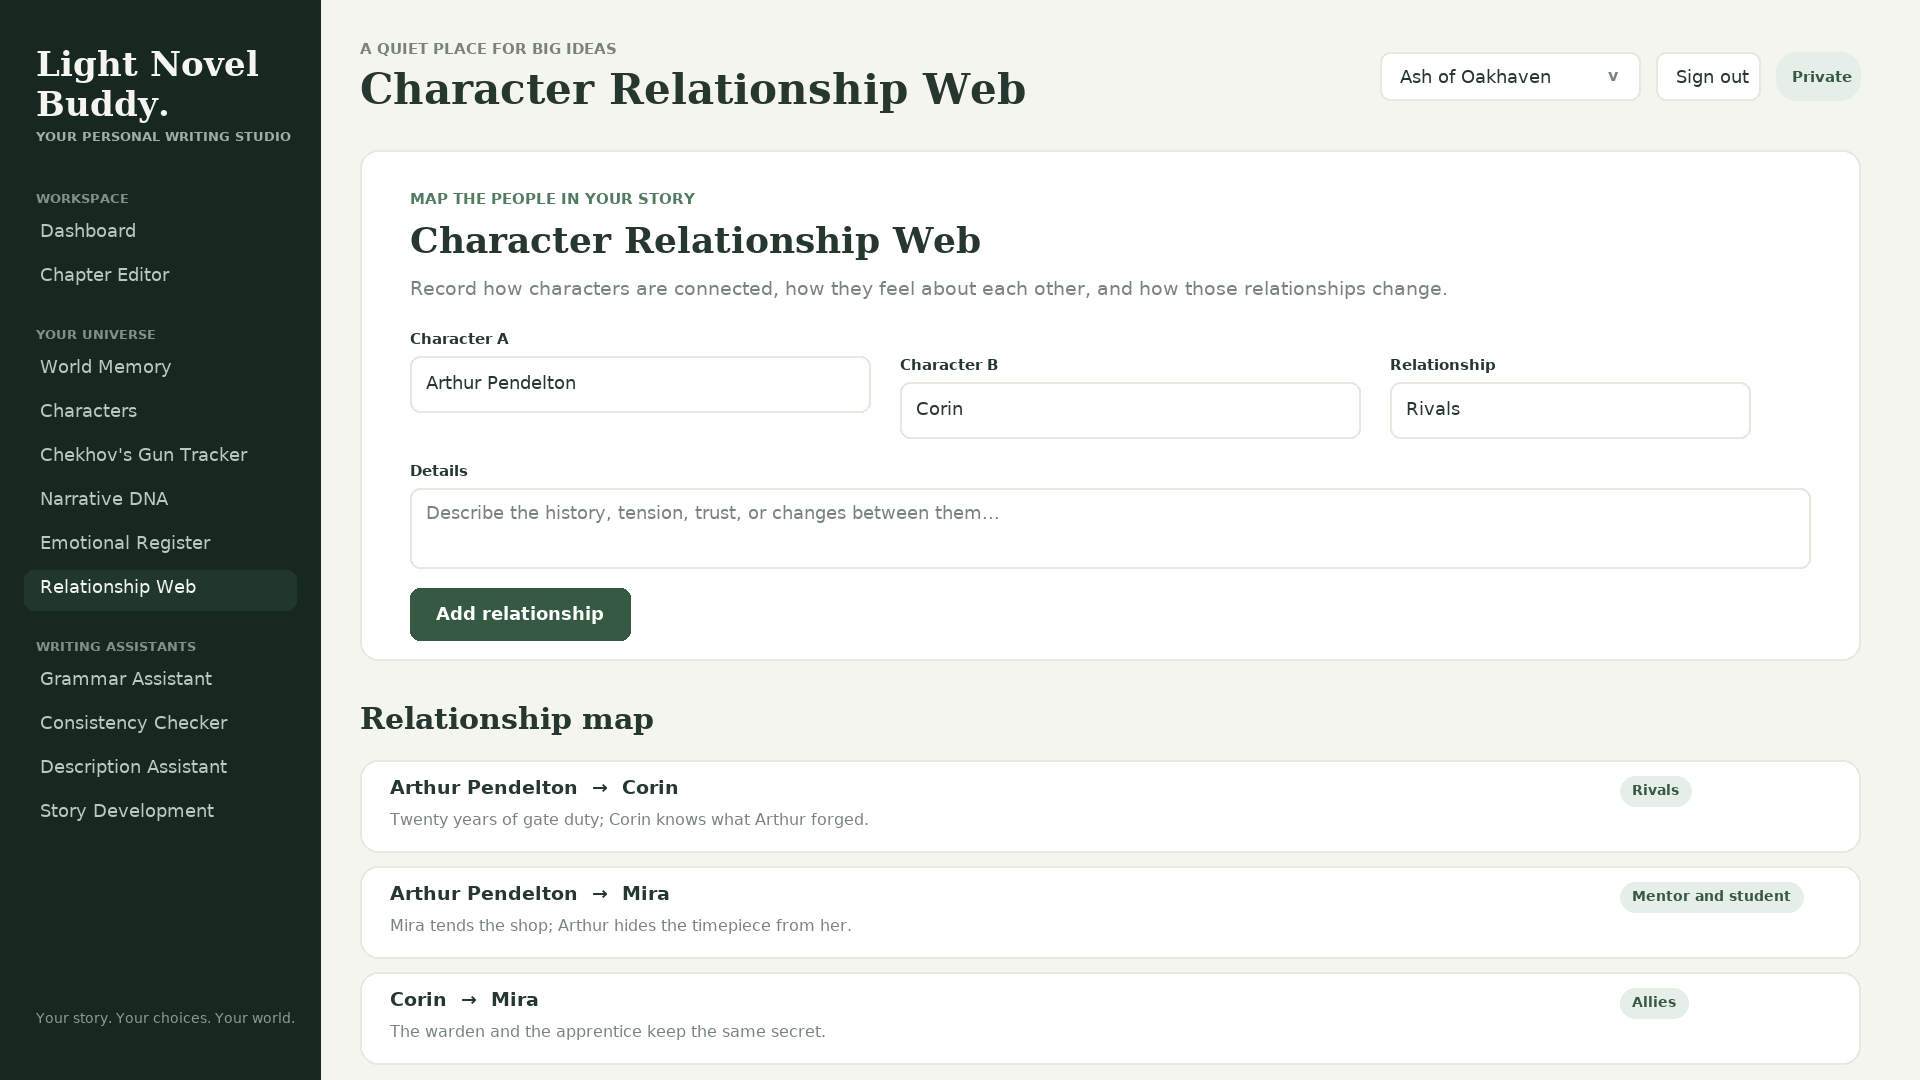 Light Novel
Buddy.
YOUR PERSONAL WRITING STUDIO
WORKSPACE
Dashboard
Chapter Editor
YOUR UNIVERSE
World Memory
Characters
Chekhov's Gun Tracker
Narrative DNA
Emotional Register
Relationship Web
WRITING ASSISTANTS
Grammar Assistant
Consistency Checker
Description Assistant
Story Development
Your story. Your choices. Your world.
A QUIET PLACE FOR BIG IDEAS
Character Relationship Web
Ash of Oakhaven v
Sign out
Private
MAP THE PEOPLE IN YOUR STORY
Character Relationship Web
Record how characters are connected, how they feel about each other, and how those relationships change.
Character A
Arthur Pendelton
Character B
Corin
Relationship
Rivals
Details
Describe the history, tension, trust, or changes between them…
Add relationship
Relationship map
Arthur Pendelton → Corin
Rivals
Twenty years of gate duty; Corin knows what Arthur forged.
Arthur Pendelton → Mira
Mentor and student
Mira tends the shop; Arthur hides the timepiece from her.
Corin → Mira
Allies
The warden and the apprentice keep the same secret.